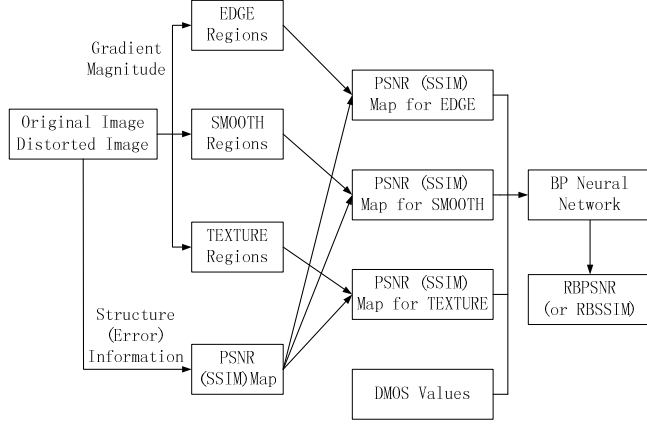 EDGE
Regions
Gradient
Magnitude
PSNR (SSIM)
Map for EDGE
Original Image
Distorted Image
SMOOTH
Regions
PSNR (SSIM)
Map for SMOOTH
BP Neural
Network
TEXTURE
Regions
PSNR (SSIM)
Map for TEXTURE
RBPSNR
(or RBSSIM)
Structure
(Error)
Information
PSNR
(SSIM)Map
DMOS Values